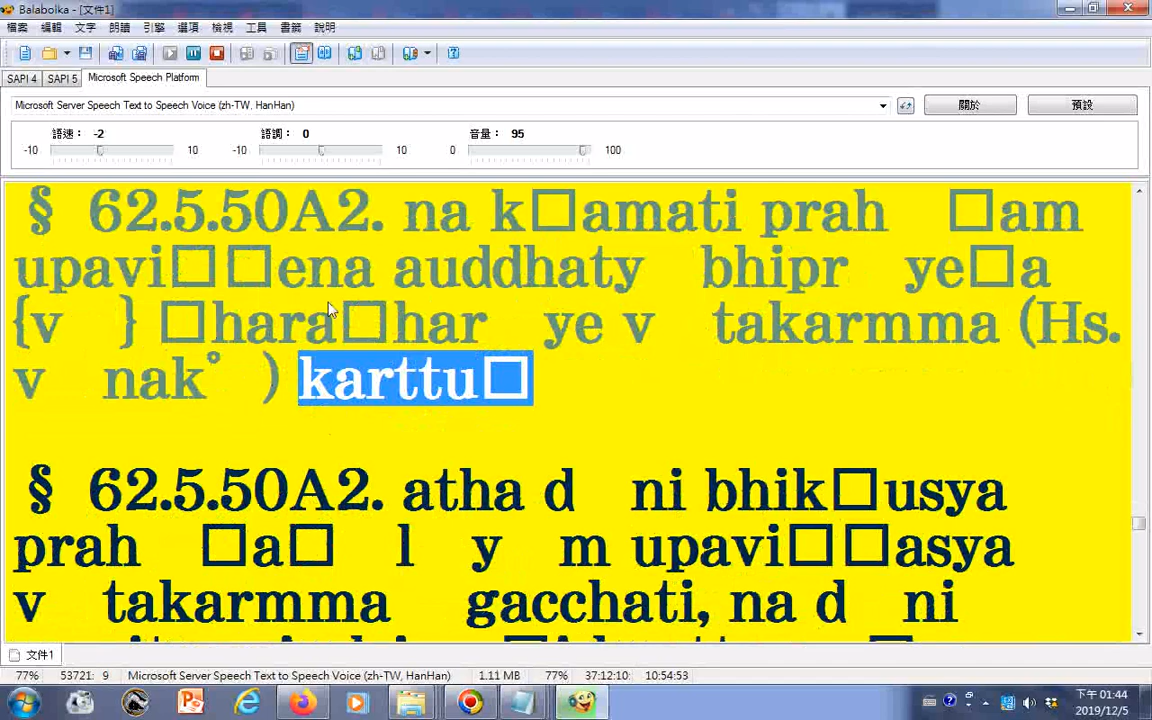 Balabolka - [文件1]
檔案 編輯 文字 朗讀 引擎 選項 檢視 工具 書籤 說明
SAPI 4 SAPI 5 Microsoft Speech Platform
Microsoft Server Speech Text to Speech Voice (zh-TW, HanHan) 關於 預設
語速： -2 語調： 0 音量： 95
-10 10 -10 10 0 100
§ 62.5.50A2. na k□amati prah □am
upavi□□ena auddhaty bhipr ye□a
{v } □hara□har ye v takarmma (Hs.
v nak° ) karttu□
§ 62.5.50A2. atha d ni bhik□usya
prah □a□ l y m upavi□□asya
v takarmma gacchati, na d ni
文件1
77% 53721: 9 Microsoft Server Speech Text to Speech Voice (zh-TW, HanHan) 1.11 MB 77% 37:12:10 10:54:53
下午 01:44
2019/12/5